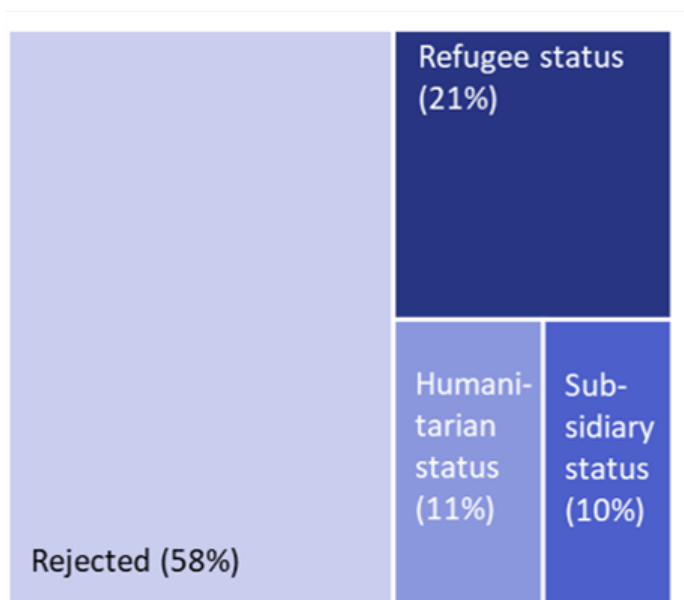 Refugee status
(21%)
Humani-
tarian
status
(11%)
Sub-
sidiary
status
(10%)
Rejected (58%)